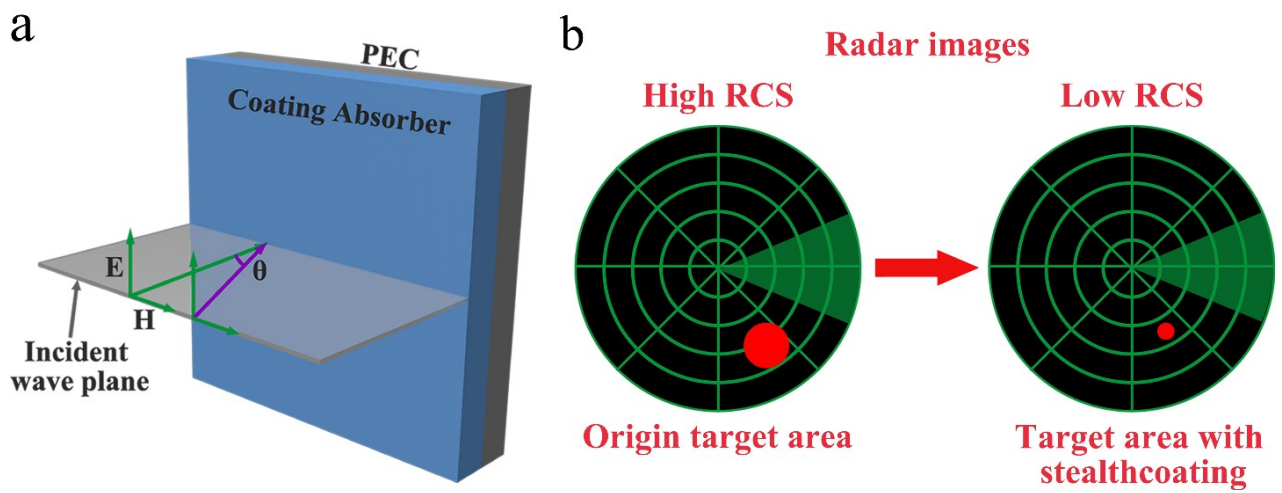 a
PEC
Coating Absorber
E
θ
H
Incident
wave plane
b
Radar images
High RCS
Low RCS
Origin target area
Target area with
stealthcoating